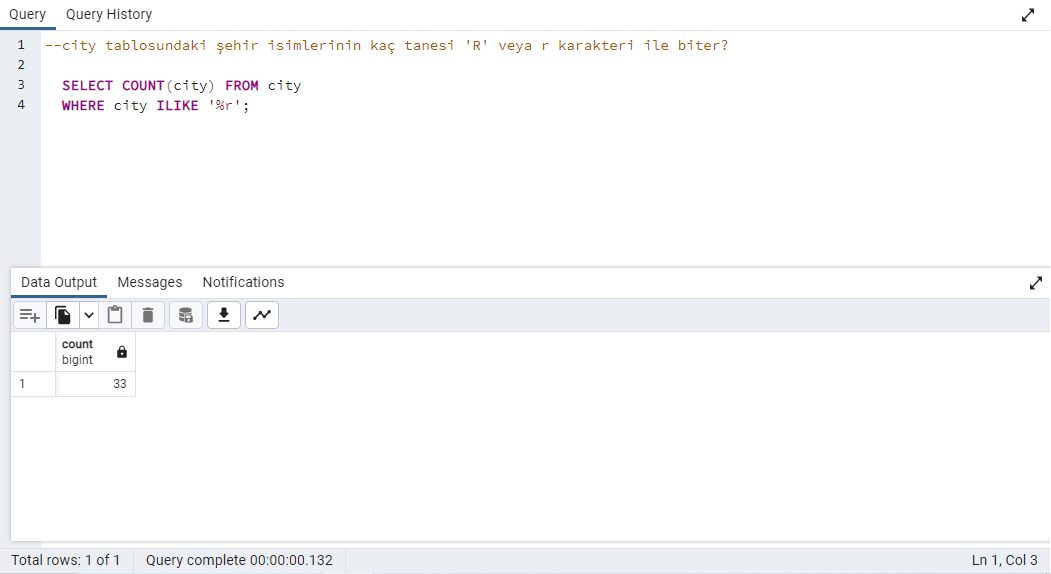 Query Query History
1 --city tablosundaki şehir isimlerinin kaç tanesi 'R' veya r karakteri ile biter?
2
3 SELECT COUNT(city) FROM city
4 WHERE city ILIKE '%r';
Data Output Messages Notifications
count
bigint
1 33
Total rows: 1 of 1 Query complete 00:00:00.132 Ln 1, Col 3